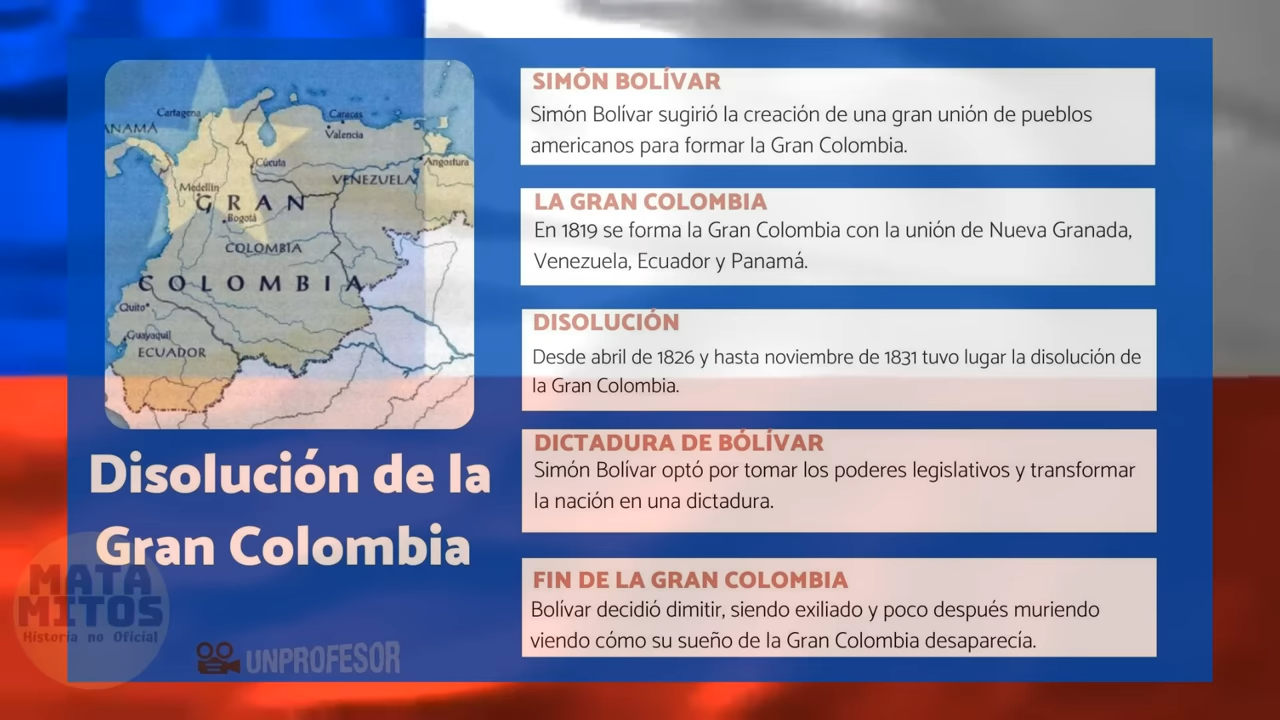 Cartagena
Caracas
Valencia
ANAMÁ
Cúcuta
Angostura
Medellín
VENEZUELA
GRAN
Bogotá
COLOMBIA
COLOMBIA
Quito
Guayaquil
ECUADOR
Disolución de la
Gran Colombia
MATA
MITOS
Historia no Oficial
UNPROFESOR
SIMÓN BOLÍVAR
Simón Bolívar sugirió la creación de una gran unión de pueblos
americanos para formar la Gran Colombia.
LA GRAN COLOMBIA
En 1819 se forma la Gran Colombia con la unión de Nueva Granada,
Venezuela, Ecuador y Panamá.
DISOLUCIÓN
Desde abril de 1826 y hasta noviembre de 1831 tuvo lugar la disolución de
la Gran Colombia.
DICTADURA DE BÓLÍVAR
Simón Bolívar optó por tomar los poderes legislativos y transformar
la nación en una dictadura.
FIN DE LA GRAN COLOMBIA
Bolívar decidió dimitir, siendo exiliado y poco después muriendo
viendo cómo su sueño de la Gran Colombia desaparecía.